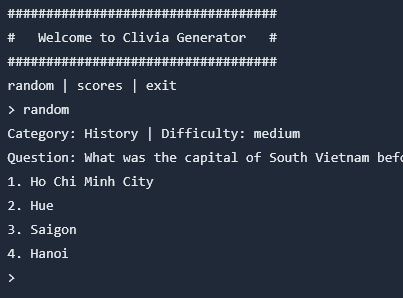 ###################################
#   Welcome to Clivia Generator   #
###################################
random | scores | exit
> random
Category: History | Difficulty: medium
Question: What was the capital of South Vietnam befo
1. Ho Chi Minh City
2. Hue
3. Saigon
4. Hanoi
>